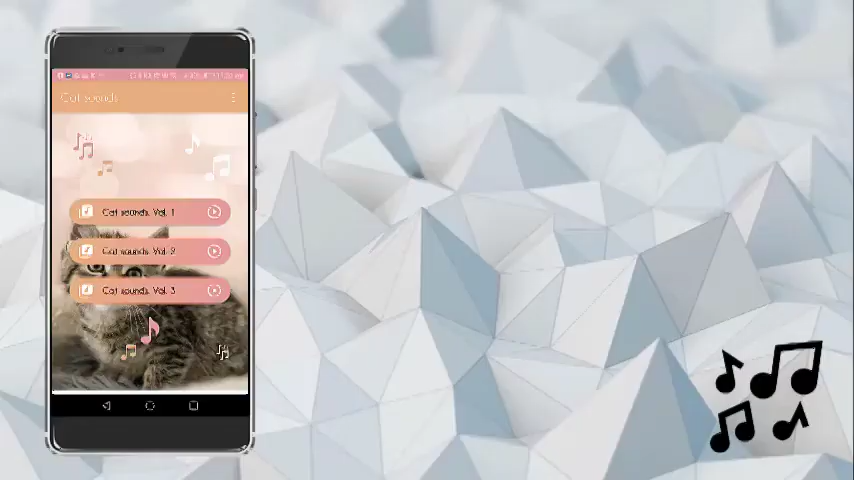 Cat sounds
Cat sounds. Vol. 1
Cat sounds. Vol. 2
Cat sounds. Vol. 3